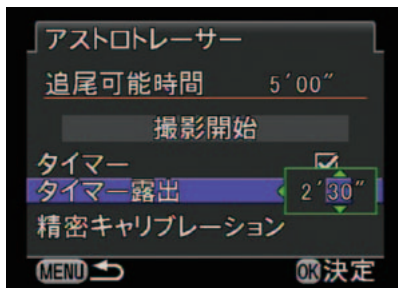 アストロトレーサー
追尾可能時間 5'00"
撮影開始
タイマー
タイマー露出 2'30"
精密キャリブレーション
MENU OK決定